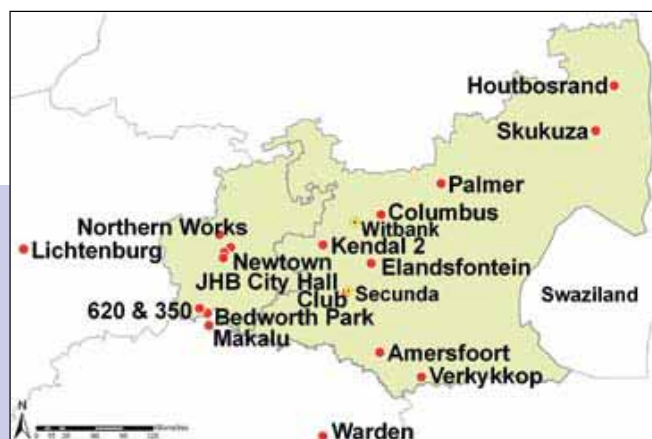 Houtbosrand
Skukuza
Palmer
Columbus
Witbank
Northern Works
Lichtenburg
Kendal 2
Newtown
Elandsfontein
JHB City Hall
Club
Secunda
Swaziland
620 & 350
Bedworth Park
Makalu
Amersfoort
Verkykkop
N
Warden